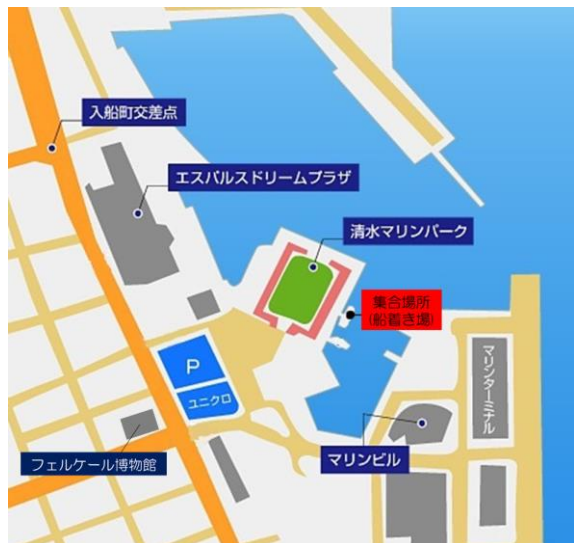 入船町交差点
エスパルスドリームプラザ
清水マリンパーク
集合場所
(船着き場)
P
ユニクロ
マリンターミナル
フェルケール博物館
マリンビル